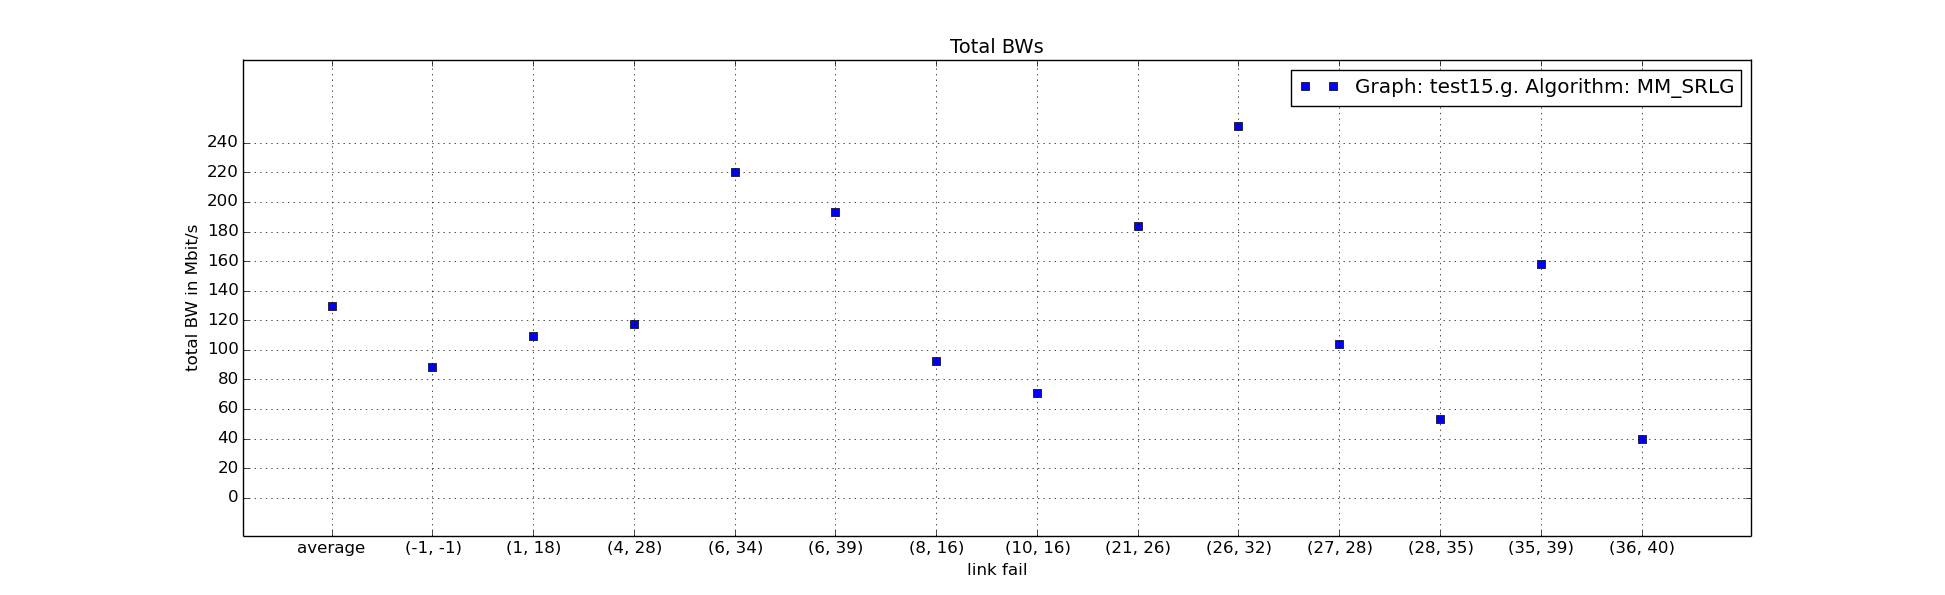 Total BWs
Graph: test15.g. Algorithm: MM_SRLG
240
220
200
180
160
140
120
100
80
60
40
20
0
total BW in Mbit/s
average (-1, -1) (1, 18) (4, 28) (6, 34) (6, 39) (8, 16) (10, 16) (21, 26) (26, 32) (27, 28) (28, 35) (35, 39) (36, 40)
link fail